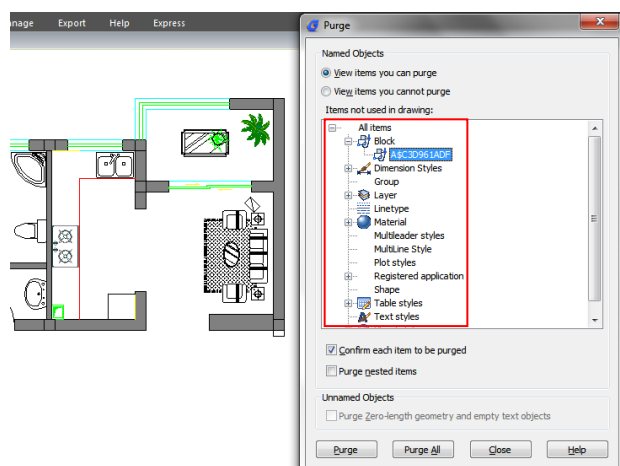 nage Export Help Express
Purge
Named Objects
View items you can purge
View items you cannot purge
Items not used in drawing:
All items
Block
A$C3D961ADF
Dimension Styles
Group
Layer
Linetype
Material
Multileader styles
MultiLine Style
Plot styles
Registered application
Shape
Table styles
Text styles
Confirm each item to be purged
Purge nested items
Unnamed Objects
Purge Zero-length geometry and empty text objects
Purge Purge All Close Help